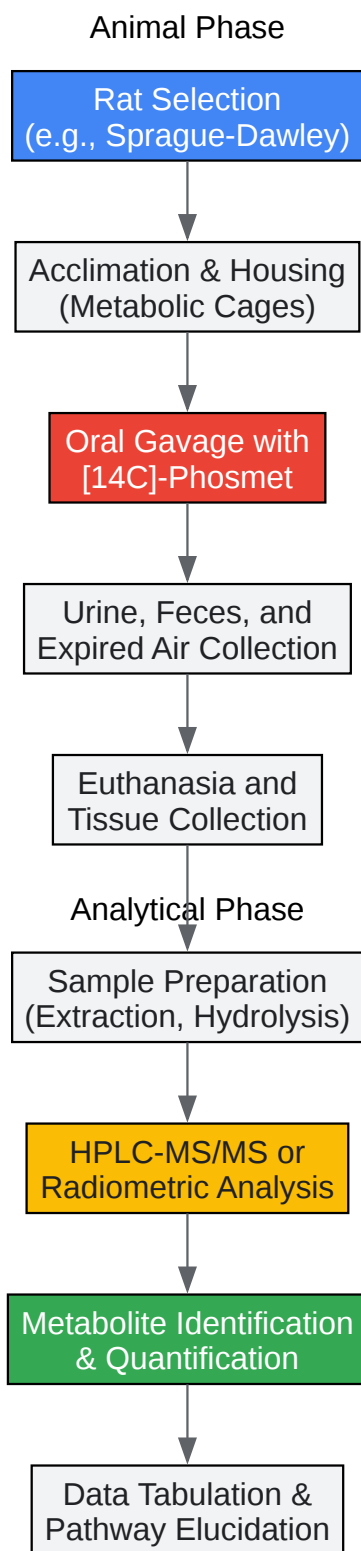 Animal Phase
Rat Selection
(e.g., Sprague-Dawley)
Acclimation & Housing
(Metabolic Cages)
Oral Gavage with
[14C]-Phosmet
Urine, Feces, and
Expired Air Collection
Euthanasia and
Tissue Collection
Analytical Phase
Sample Preparation
(Extraction, Hydrolysis)
HPLC-MS/MS or
Radiometric Analysis
Metabolite Identification
& Quantification
Data Tabulation &
Pathway Elucidation